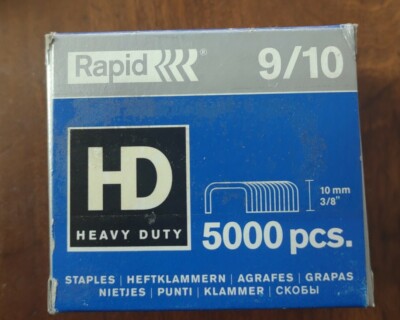 Rapid ®
9/10
HD
HEAVY DUTY
10 mm
3/8"
5000 pcs.
STAPLES | HEFTKLAMMERN | AGRAFES | GRAPAS
NIETJES | PUNTI | KLAMMER | СКОБЫ